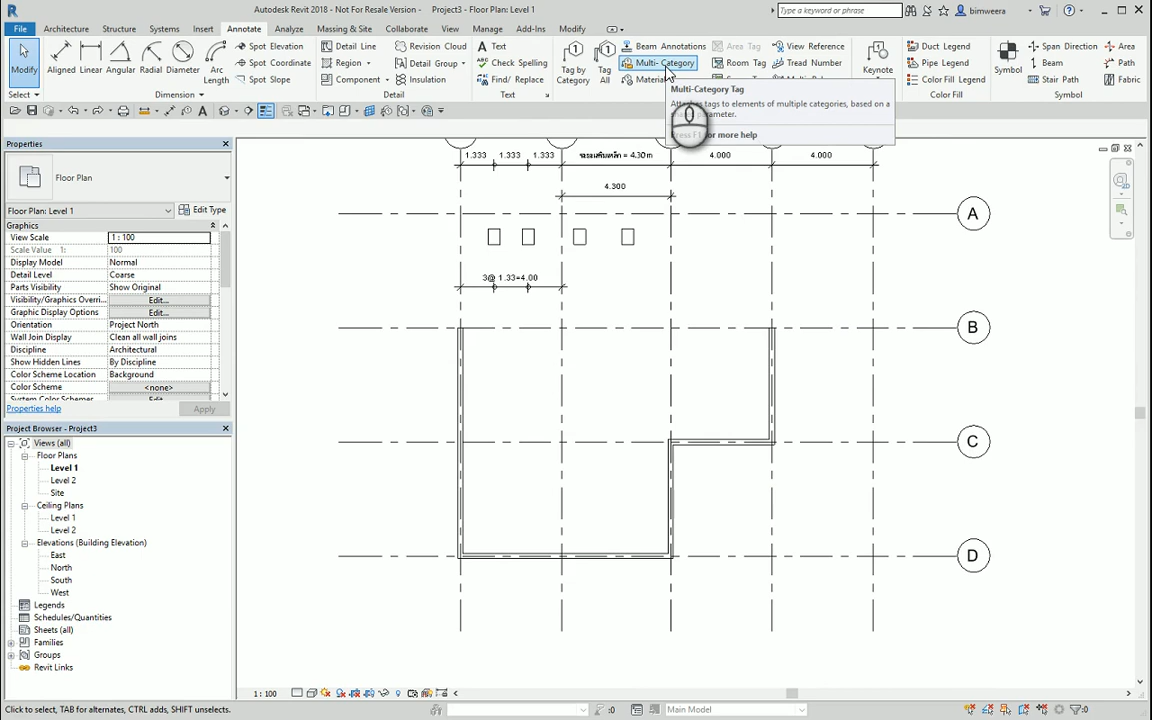 Autodesk Revit 2018 - Not For Resale Version - Project3 - Floor Plan: Level 1
Type a keyword or phrase
bimweera
File Architecture Structure Systems Insert Annotate Analyze Massing & Site Collaborate View Manage Add-Ins Modify
Modify
Aligned Linear Angular Radial Diameter Arc Length
Spot Elevation
Spot Coordinate
Spot Slope
Detail Line
Region
Component
Revision Cloud
Detail Group
Insulation
Text
Check Spelling
Find/ Replace
Tag by Category
Tag All
Beam Annotations
Multi- Category
Material
Area Tag
Room Tag
View Reference
Tread Number
Keynote
Duct Legend
Pipe Legend
Color Fill Legend
Symbol
Span Direction
Beam
Stair Path
Area
Path
Fabric
Select Dimension Detail Text Color Fill Symbol
Multi-Category Tag
Press F1 for more help
Properties
Floor Plan
Floor Plan: Level 1 Edit Type
Graphics
View Scale 1 : 100
Scale Value 1: 100
Display Model Normal
Detail Level Coarse
Parts Visibility Show Original
Visibility/Graphics Overri... Edit...
Graphic Display Options Edit...
Orientation Project North
Wall Join Display Clean all wall joins
Discipline Architectural
Show Hidden Lines By Discipline
Color Scheme Location Background
Color Scheme <none>
System Color Schemes Edit...
Properties help Apply
Project Browser - Project3
Views (all)
Floor Plans
Level 1
Level 2
Site
Ceiling Plans
Level 1
Level 2
Elevations (Building Elevation)
East
North
South
West
Legends
Schedules/Quantities
Sheets (all)
Families
Groups
Revit Links
1.333 1.333 1.333 = 4.30 m 4.000 4.000
4.300
A
3@ 1.33=4.00
B
C
D
1 : 100
Click to select, TAB for alternates, CTRL adds, SHIFT unselects.
:0
Main Model
:0